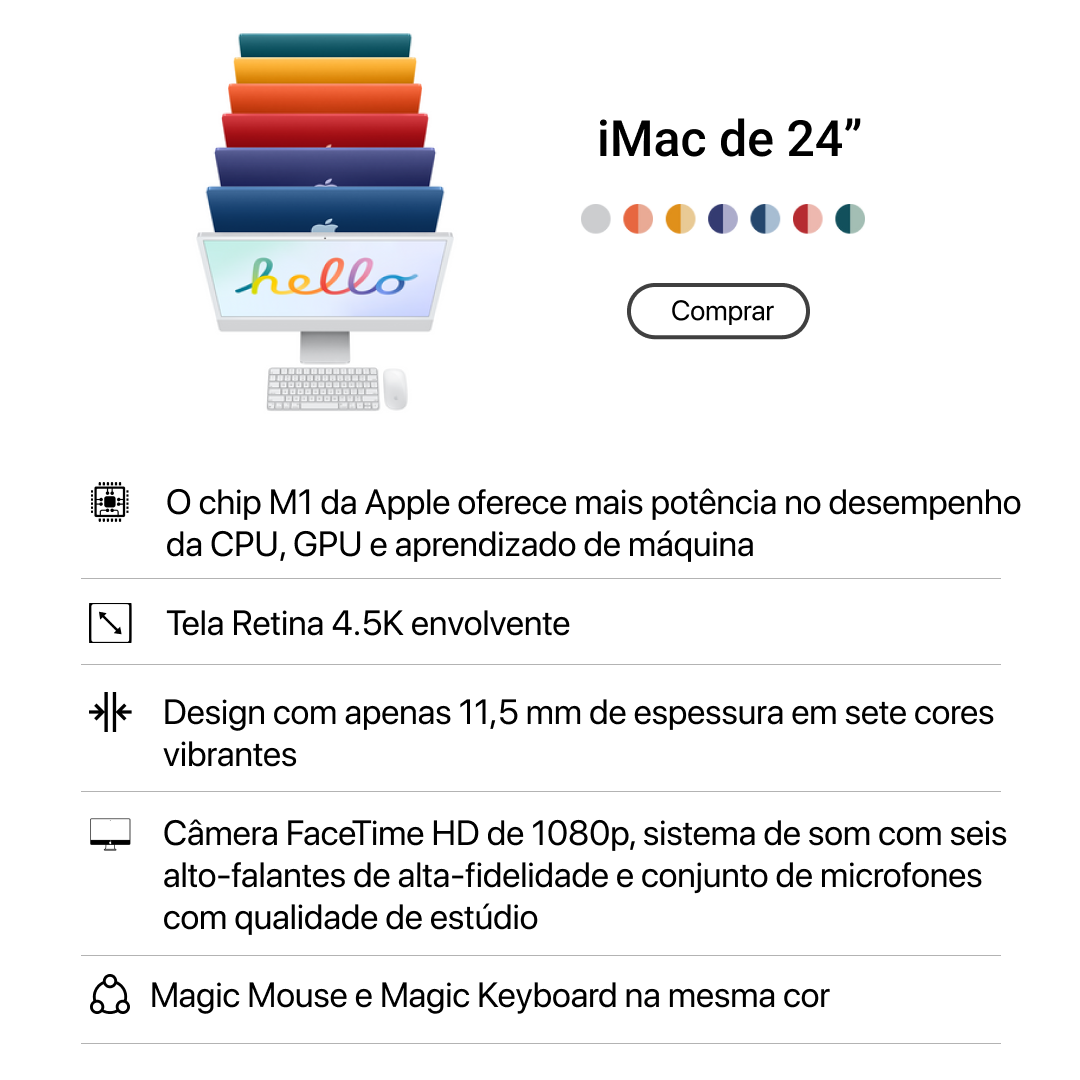 hello
iMac de 24”
Comprar
O chip M1 da Apple oferece mais potência no desempenho
da CPU, GPU e aprendizado de máquina
Tela Retina 4.5K envolvente
Design com apenas 11,5 mm de espessura em sete cores
vibrantes
Câmera FaceTime HD de 1080p, sistema de som com seis
alto-falantes de alta-fidelidade e conjunto de microfones
com qualidade de estúdio
Magic Mouse e Magic Keyboard na mesma cor